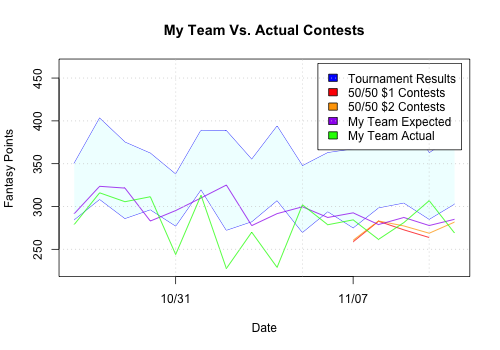 My Team Vs. Actual Contests
Tournament Results
50/50 $1 Contests
50/50 $2 Contests
My Team Expected
My Team Actual
Fantasy Points
450
400
350
300
250
10/31
11/07
Date